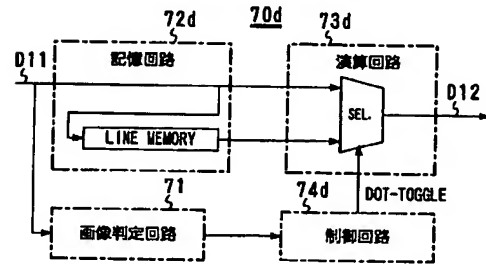 70d
72d
73d
D11
記憶回路
演算回路
D12
SEL.
LINE MEMORY
71
74d
DOT-TOGGLE
画像判定回路
制御回路